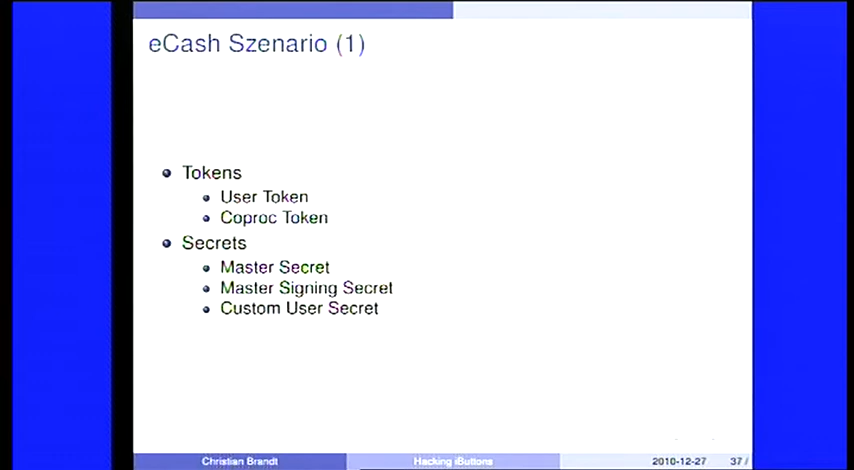 eCash Szenario (1)
Tokens
User Token
Coproc Token
Secrets
Master Secret
Master Signing Secret
Custom User Secret
Christian Brandt Hacking iButtons 2010-12-27 37 /